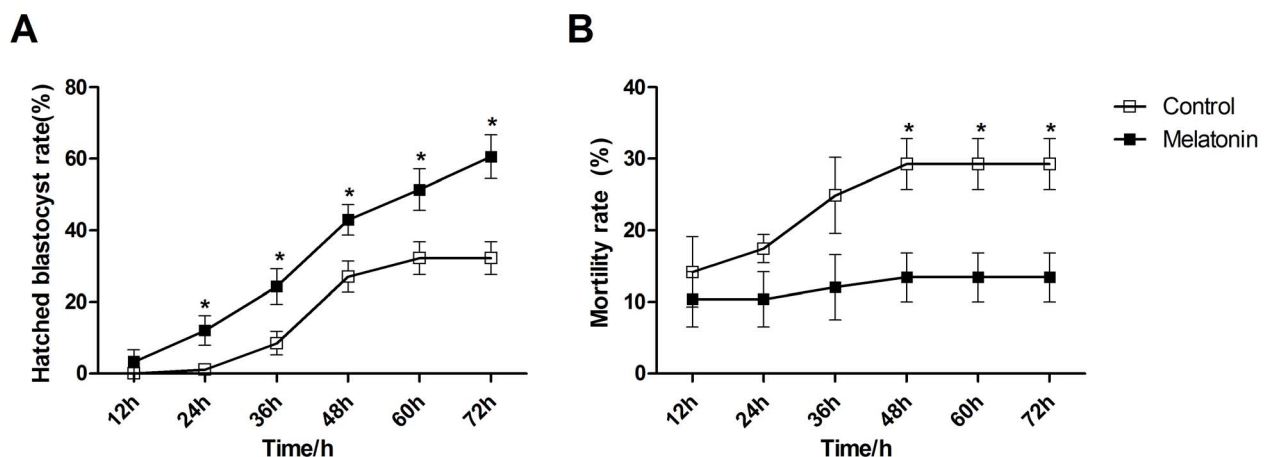 A
Hatched blastocyst rate(%)
80
60
40
20
0
*
*
*
*
*
12h
24h
36h
48h
60h
72h
Time/h
B
Mortility rate (%)
40
30
20
10
0
*
*
*
12h
24h
36h
48h
60h
72h
Time/h
Control
Melatonin